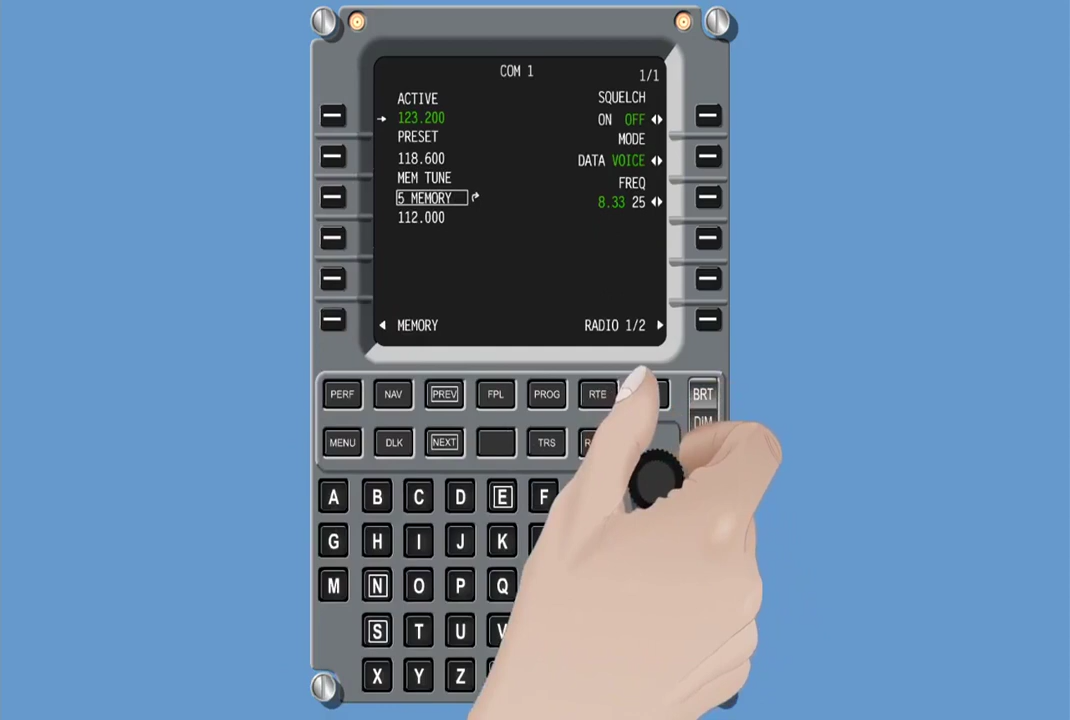 COM 1
1/1
ACTIVE
SQUELCH
123.200
ON OFF
PRESET
MODE
118.600
DATA VOICE
MEM TUNE
FREQ
5 MEMORY
8.33 25
112.000
MEMORY
RADIO 1/2
PERF NAV PREV FPL PROG RTE
BRT
DIM
MENU DLK NEXT TRS
A B C D E F
G H I J K
M N O P Q
S T U V
X Y Z